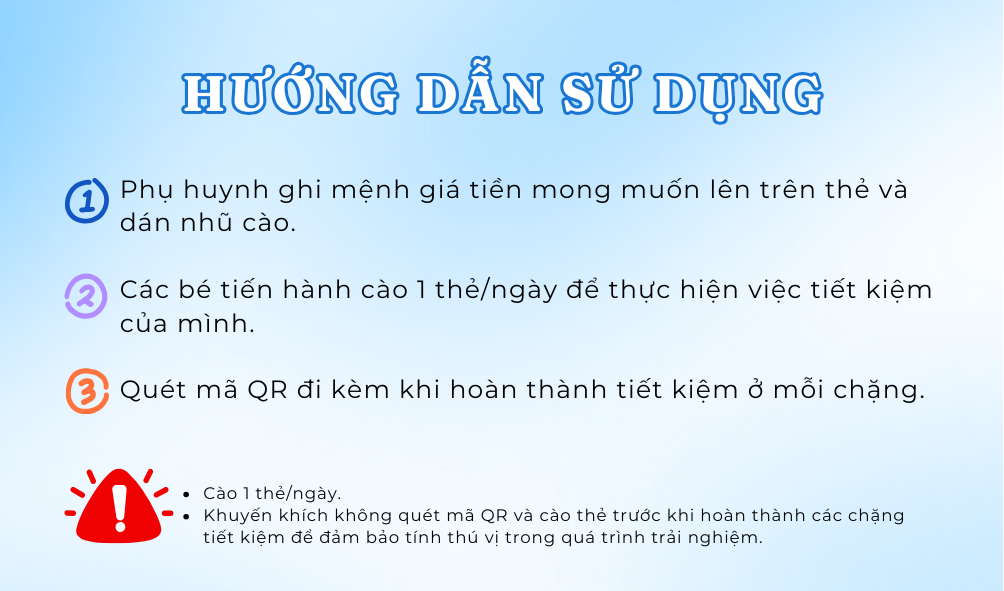 HƯỚNG DẪN SỬ DỤNG
1 Phụ huynh ghi mệnh giá tiền mong muốn lên trên thẻ và
dán nhũ cào.
2 Các bé tiến hành cào 1 thẻ/ngày để thực hiện việc tiết kiệm
của mình.
3 Quét mã QR đi kèm khi hoàn thành tiết kiệm ở mỗi chặng.
! • Cào 1 thẻ/ngày.
• Khuyến khích không quét mã QR và cào thẻ trước khi hoàn thành các chặng
tiết kiệm để đảm bảo tính thú vị trong quá trình trải nghiệm.